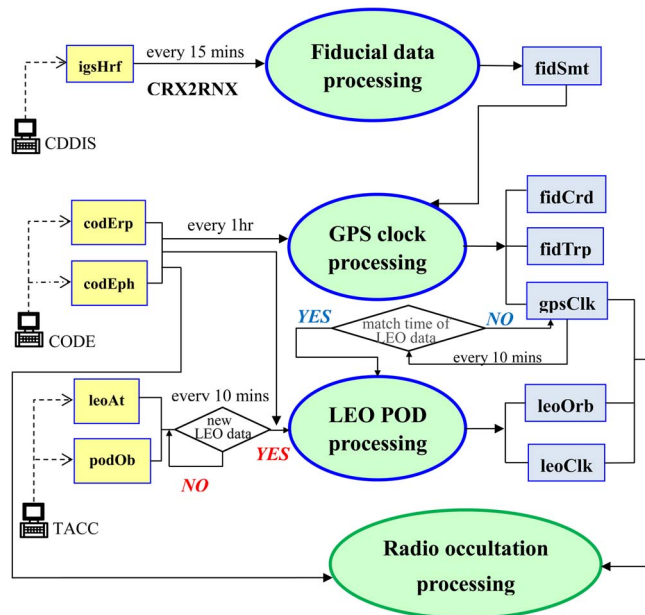 every 15 mins
igsHrf
CRX2RNX
Fiducial data
processing
fidSmt
CDDIS
codErp
every 1hr
codEph
CODE
GPS clock
processing
fidCrd
fidTrp
gpsClk
YES
match time of
LEO data
NO
every 10 mins
every 10 mins
leoAt
podOb
new
LEO data
YES
NO
TACC
LEO POD
processing
leoOrb
leoClk
Radio occultation
processing